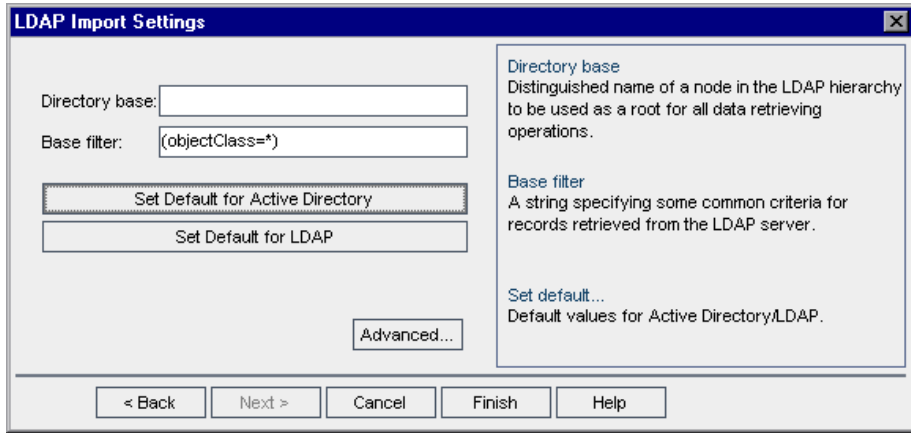 LDAP Import Settings
Directory base:
Base filter: (objectClass=*)
Set Default for Active Directory
Set Default for LDAP
Advanced...
Directory base
Distinguished name of a node in the LDAP hierarchy
to be used as a root for all data retrieving
operations.
Base filter
A string specifying some common criteria for
records retrieved from the LDAP server.
Set default...
Default values for Active Directory/LDAP.
< Back Next > Cancel Finish Help